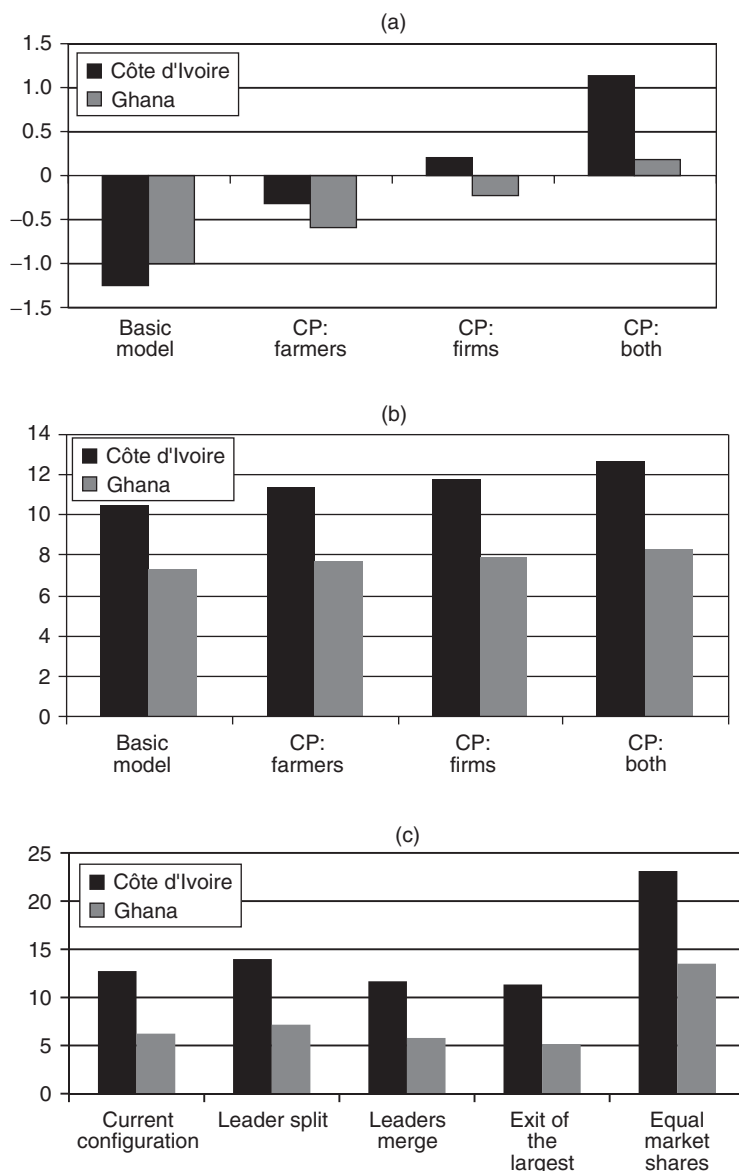 (a)
1.5
1.0
0.5
0
−0.5
−1.0
−1.5
Côte d'Ivoire
Ghana
Basic
model
CP:
farmers
CP:
firms
CP:
both
(b)
14
12
10
8
6
4
2
0
Côte d'Ivoire
Ghana
Basic
model
CP:
farmers
CP:
firms
CP:
both
(c)
25
20
15
10
5
0
Côte d'Ivoire
Ghana
Current
configuration
Leader split
Leaders
merge
Exit of
the
largest
Equal
market
shares